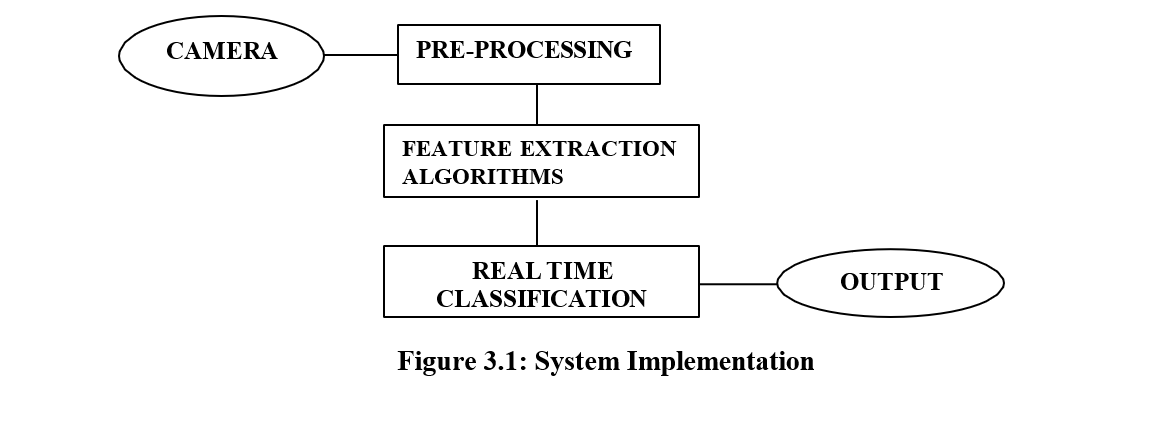 CAMERA
PRE-PROCESSING
FEATURE EXTRACTION
ALGORITHMS
REAL TIME
CLASSIFICATION
OUTPUT
Figure 3.1: System Implementation